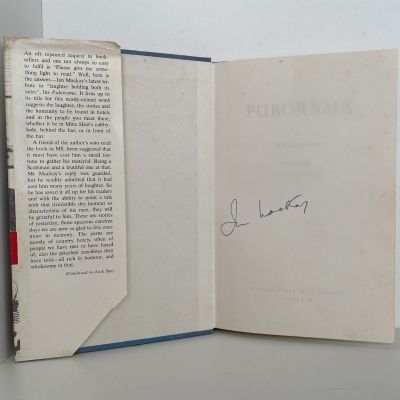 An oft repeated request to book-
sellers and one not always so easy
to fulfil is "Please give me some-
thing light to read." Well, here is
the answer—Ian Mackay's latest tri-
bute to "laughter holding both its
sides", his Puborama. It lives up to
its title for this neatly-coined word
suggests the laughter, the stories and
the humanity to be found in hotels
and in the people you meet there,
whether it be in Mine Host's cubby-
hole, behind the bar, or in front of
the bar.
A friend of the author's who read
the book in MS. form suggested that
it must have cost him a small for-
tune to gather his material. Being a
Scotsman and a truthful one at that,
Mr. Mackay's reply was guarded,
but he readily admitted that it had
cost him many years of laughter. So
he has saved it all up for his readers
and with the ability to point a tale
with that irresistible dry humour so
characteristic of his race, they will
be grateful to him. These are stories
of yesterday, those spacious carefree
days we are now so glad to live once
more in memory. The yarns are
mostly of country hotels, often of
people we have met or have heard
of, also the priceless anecdotes they
have told—all rich in humour, and
wholesome at that.
(Continued on back flap)
PUBORAMA
Ian Mackay